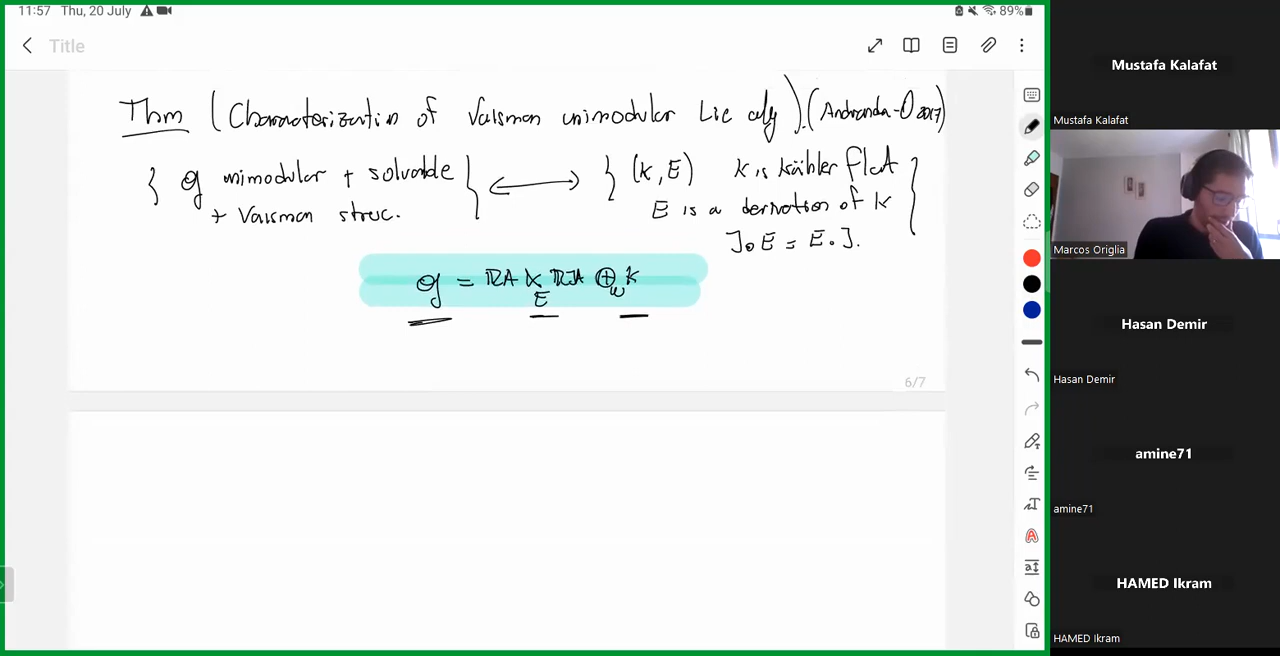 11:57 Thu, 20 July
89%
Title
Thm (Characterization of Vaisman unimodular Lie alg). (Andrada-O 2017)
{ g unimodular + solvable } ⟷ { (k, E) k is Kähler flat
+ Vaisman struc. E is a derivation of k
J∘E = E∘J. }
g = ℝA ⋉_E ℝJA ⊕_ω k
6/7
Mustafa Kalafat
Mustafa Kalafat
Marcos Origlia
Hasan Demir
Hasan Demir
amine71
amine71
HAMED Ikram
HAMED Ikram